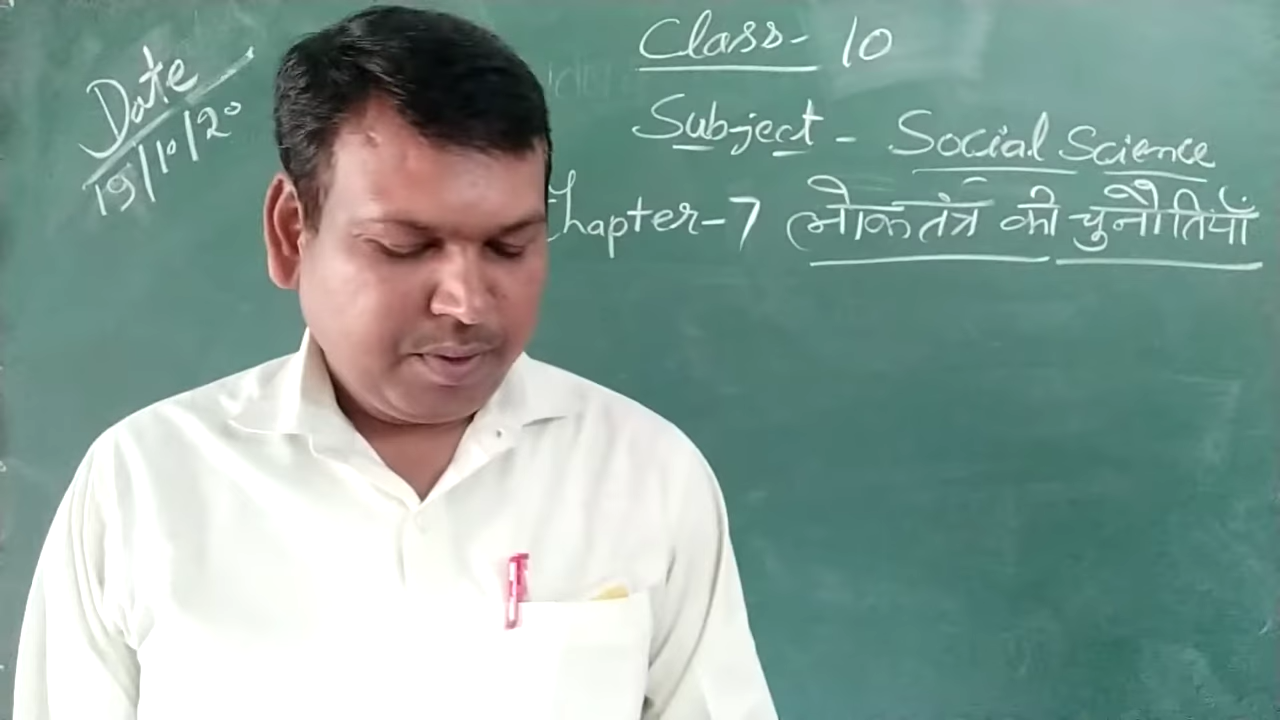 Date
19/10/20
Class- 10
Subject - Social Science
Chapter-7 लोकतंत्र की चुनौतियाँ